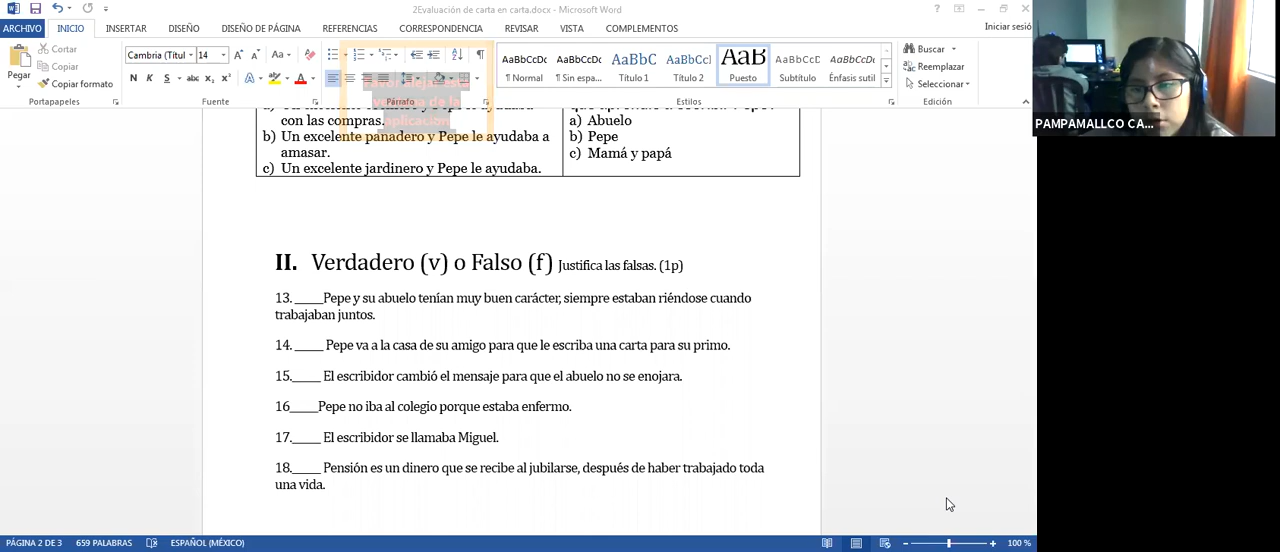 2Evaluación de carta en carta.docx - Microsoft Word
ARCHIVO INICIO INSERTAR DISEÑO DISEÑO DE PÁGINA REFERENCIAS CORRESPONDENCIA REVISAR VISTA COMPLEMENTOS Iniciar sesió
Pegar
Cortar
Copiar
Copiar formato
Portapapeles
Cambria (Títul 14
Fuente
Favor alejar esta
ventana de la
aplicación
Párrafo
AaBbCcDc AaBbCcDc AaBbC AaBbCcl AaB AaBbCcD AaBbCcDc
¶ Normal ¶ Sin espa... Título 1 Título 2 Puesto Subtítulo Énfasis sutil
Estilos
Buscar
Reemplazar
Seleccionar
Edición
PAMPAMALLCO CA...
con las compras.
b) Un excelente panadero y Pepe le ayudaba a
amasar.
c) Un excelente jardinero y Pepe le ayudaba.
a) Abuelo
b) Pepe
c) Mamá y papá
II. Verdadero (v) o Falso (f) Justifica las falsas. (1p)
13. _____Pepe y su abuelo tenían muy buen carácter, siempre estaban riéndose cuando
trabajaban juntos.
14. _____ Pepe va a la casa de su amigo para que le escriba una carta para su primo.
15._____ El escribidor cambió el mensaje para que el abuelo no se enojara.
16_____Pepe no iba al colegio porque estaba enfermo.
17._____ El escribidor se llamaba Miguel.
18._____ Pensión es un dinero que se recibe al jubilarse, después de haber trabajado toda
una vida.
PÁGINA 2 DE 3 659 PALABRAS ESPAÑOL (MÉXICO) 100 %